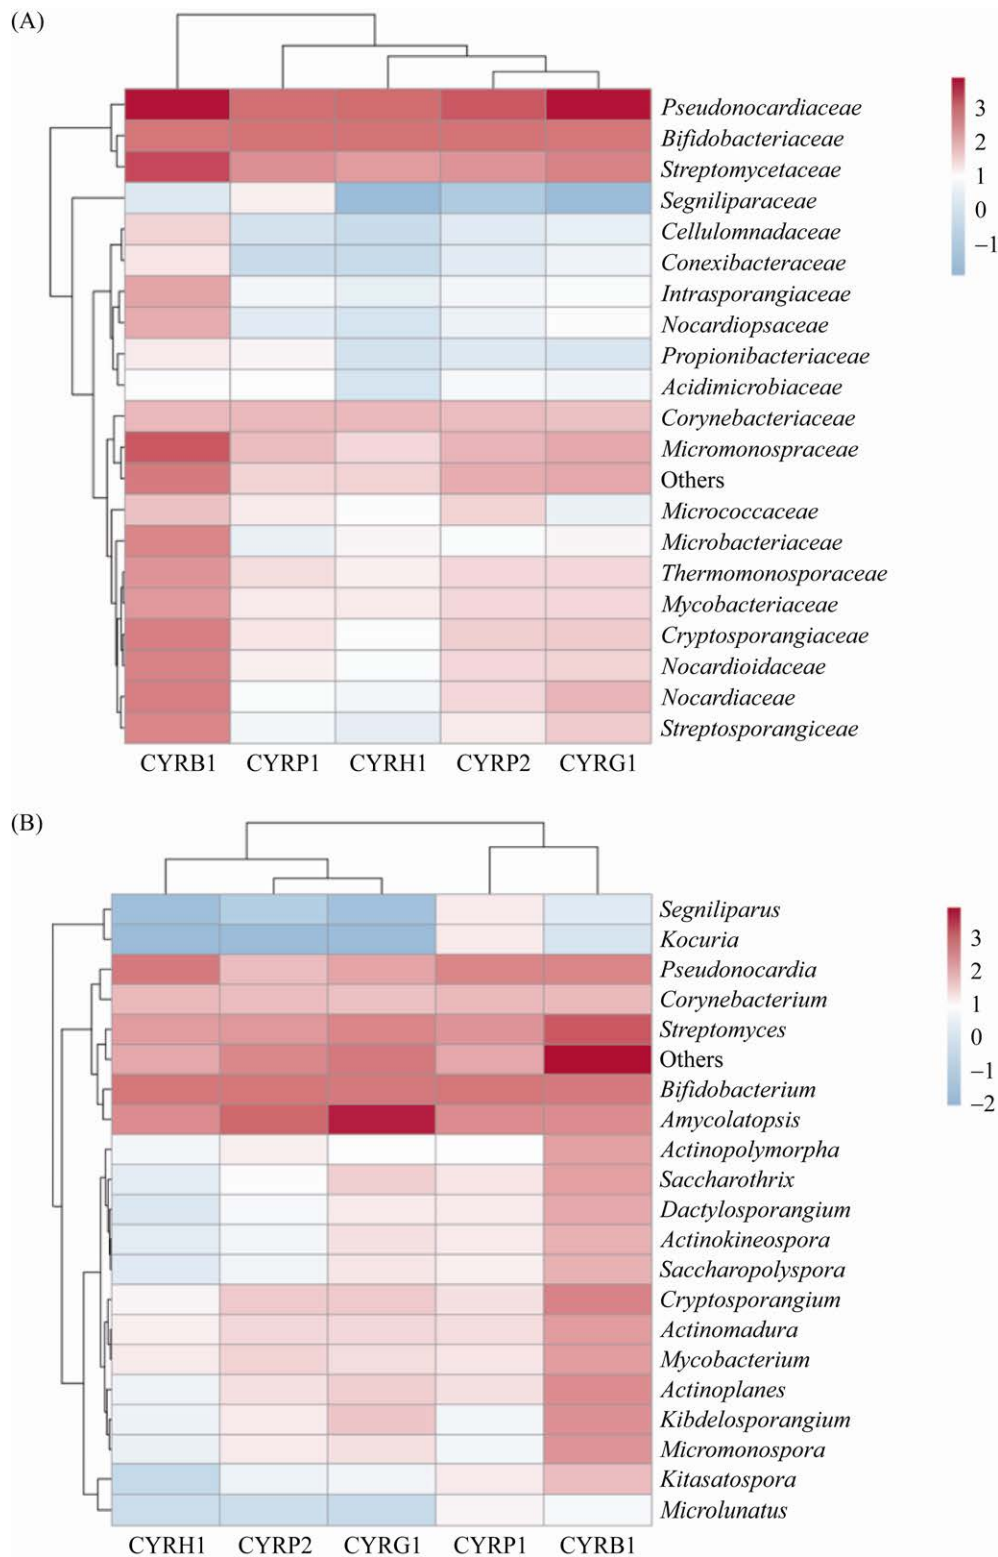 (A)
Pseudonocardiaceae
Bifidobacteriaceae
Streptomycetaceae
Segniliparaceae
Cellulomnadaceae
Conexibacteraceae
Intrasporangiaceae
Nocardiopsaceae
Propionibacteriaceae
Acidimicrobiaceae
Corynebacteriaceae
Micromonospraceae
Others
Micrococcaceae
Microbacteriaceae
Thermomonosporaceae
Mycobacteriaceae
Cryptosporangiaceae
Nocardioidaceae
Nocardiaceae
Streptosporangiceae
3
2
1
0
−1
CYRB1 CYRP1 CYRH1 CYRP2 CYRG1
(B)
Segniliparus
Kocuria
Pseudonocardia
Corynebacterium
Streptomyces
Others
Bifidobacterium
Amycolatopsis
Actinopolymorpha
Saccharothrix
Dactylosporangium
Actinokineospora
Saccharopolyspora
Cryptosporangium
Actinomadura
Mycobacterium
Actinoplanes
Kibdelosporangium
Micromonospora
Kitasatospora
Microlunatus
3
2
1
0
−1
−2
CYRH1 CYRP2 CYRG1 CYRP1 CYRB1